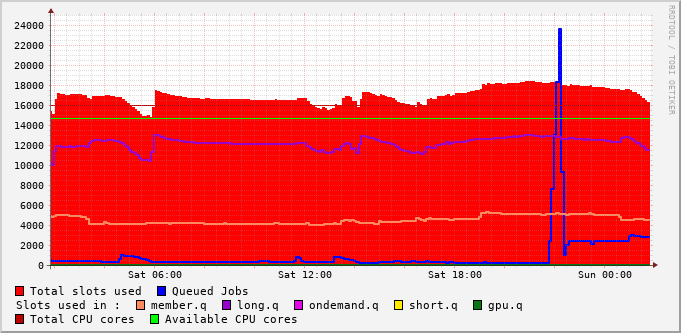 24000
22000
20000
18000
16000
14000
12000
10000
8000
6000
4000
2000
0
Sat 06:00 Sat 12:00 Sat 18:00 Sun 00:00
Total slots used Queued Jobs
Slots used in : member.q long.q ondemand.q short.q gpu.q
Total CPU cores Available CPU cores
RRDTOOL / TOBI OETIKER